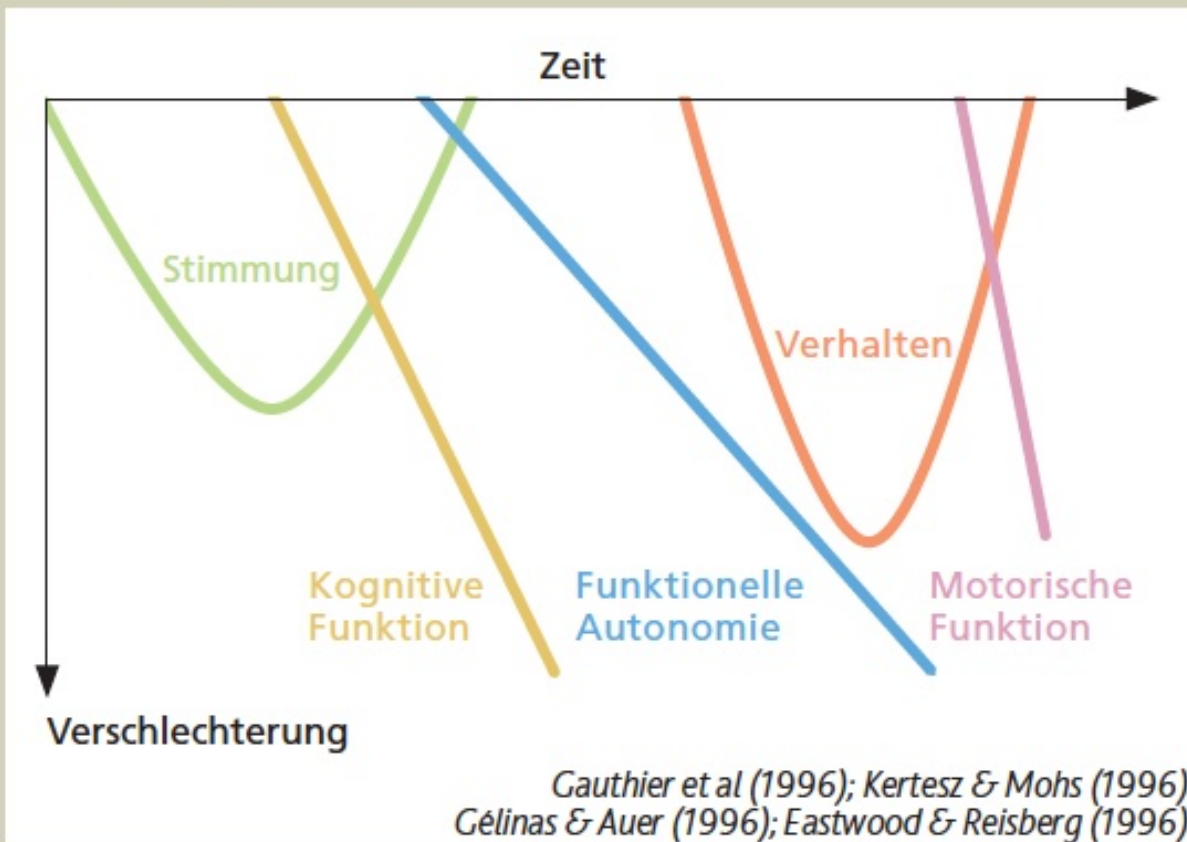 Zeit
Stimmung
Verhalten
Kognitive
Funktion
Funktionelle
Autonomie
Motorische
Funktion
Verschlechterung
Gauthier et al (1996); Kertesz & Mohs (1996)
Gélinas & Auer (1996); Eastwood & Reisberg (1996)